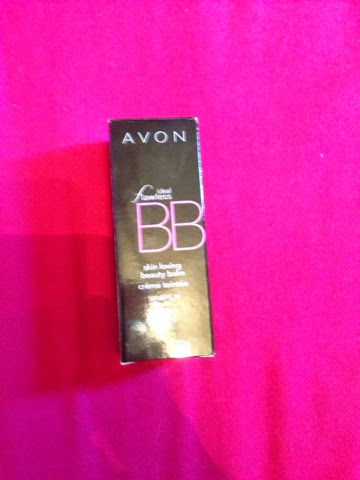 AVON
ideal
flawless
BB
skin loving
beauty balm
crème teintée